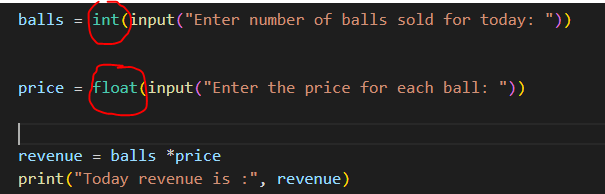 balls = int(input("Enter number of balls sold for today: "))
price = float(input("Enter the price for each ball: "))
revenue = balls *price
print("Today revenue is :", revenue)